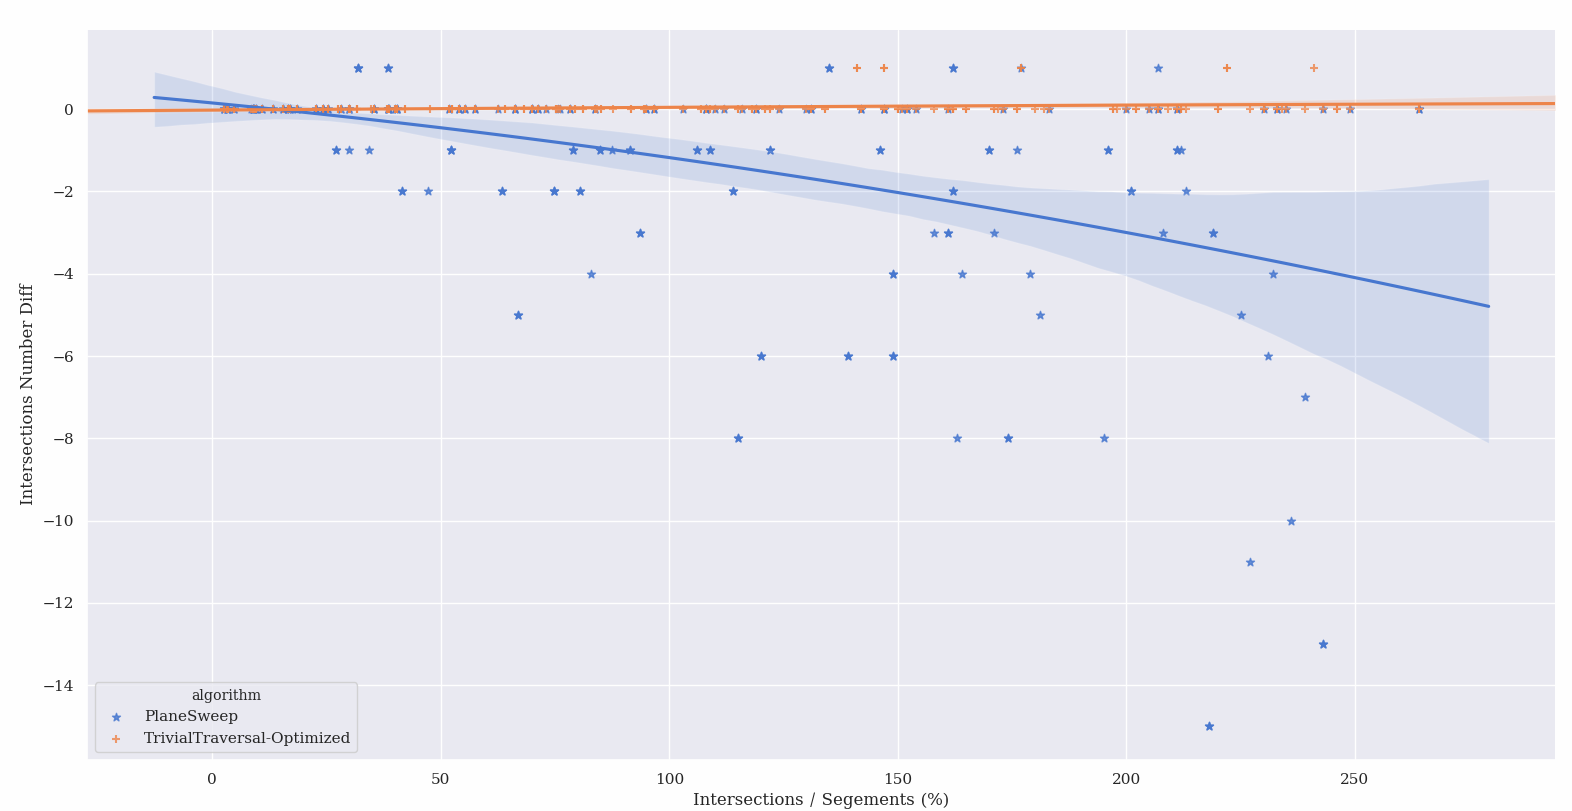 0
−2
−4
−6
−8
−10
−12
−14
Intersections Number Diff
algorithm
PlaneSweep
TrivialTraversal-Optimized
0 50 100 150 200 250
Intersections / Segements (%)